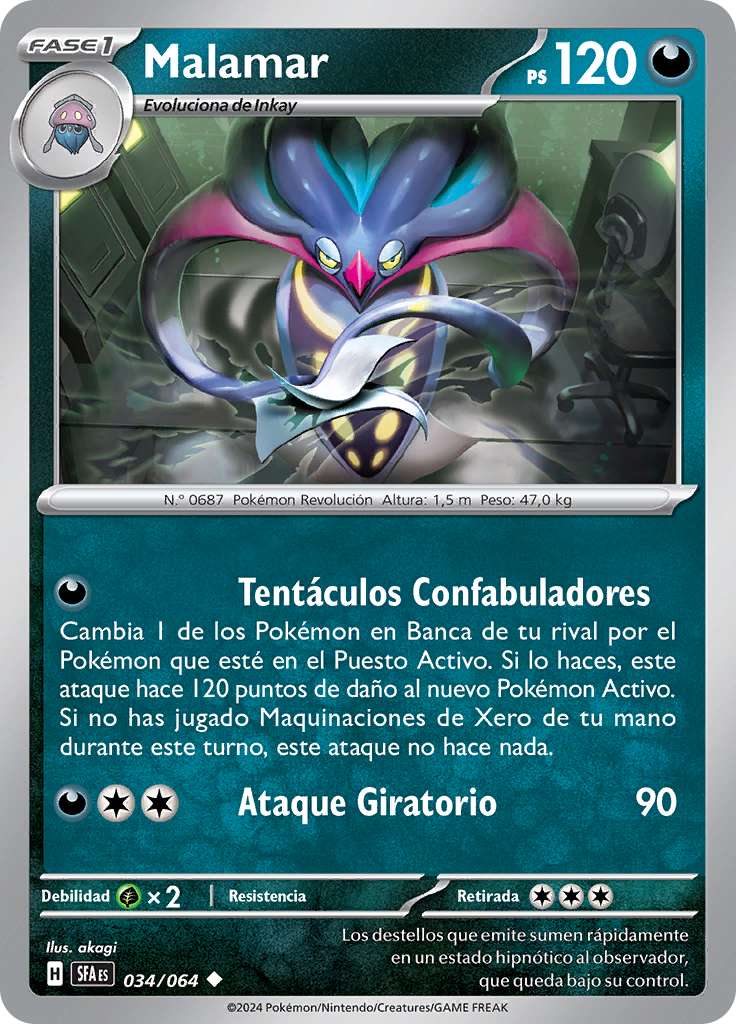 FASE 1
Malamar
PS 120
Evoluciona de Inkay
N.º 0687 Pokémon Revolución Altura: 1,5 m Peso: 47,0 kg
Tentáculos Confabuladores
Cambia 1 de los Pokémon en Banca de tu rival por el
Pokémon que esté en el Puesto Activo. Si lo haces, este
ataque hace 120 puntos de daño al nuevo Pokémon Activo.
Si no has jugado Maquinaciones de Xero de tu mano
durante este turno, este ataque no hace nada.
Ataque Giratorio 90
Debilidad ×2 Resistencia Retirada
Ilus. akagi
Los destellos que emite sumen rápidamente
en un estado hipnótico al observador,
que queda bajo su control.
H SFA ES 034/064
©2024 Pokémon/Nintendo/Creatures/GAME FREAK